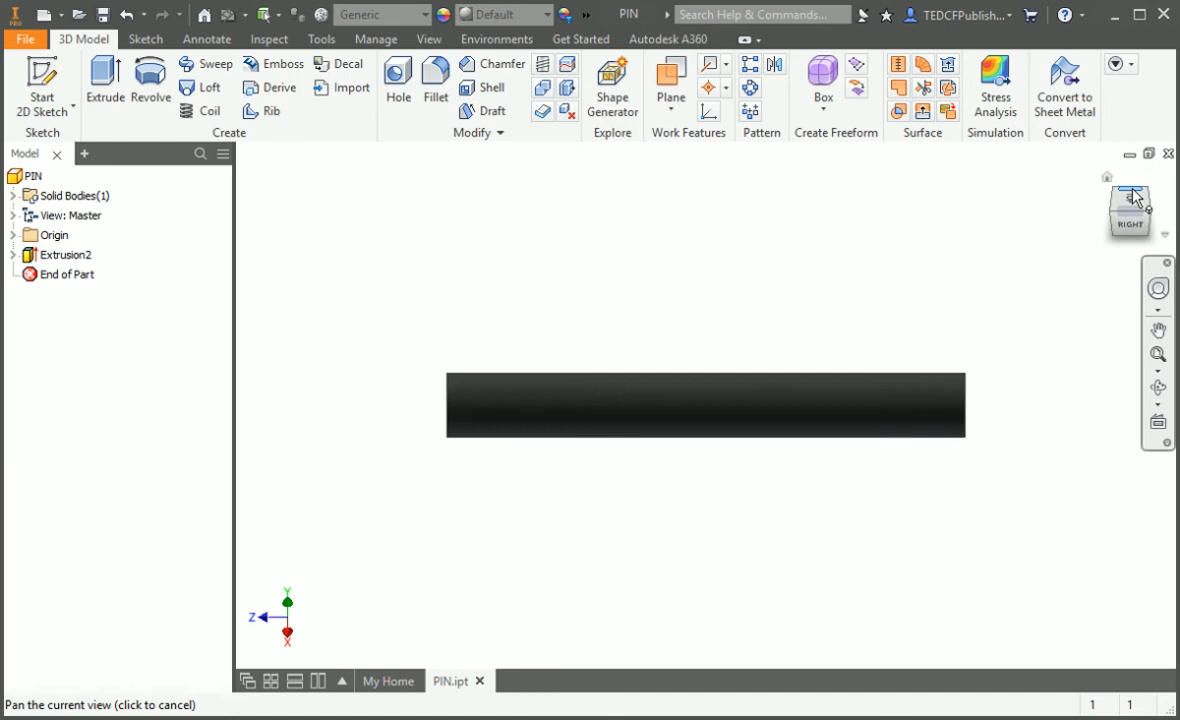 PRO
Generic
Default
PIN
Search Help & Commands...
TEDCFPublish...
File
3D Model
Sketch
Annotate
Inspect
Tools
Manage
View
Environments
Get Started
Autodesk A360
Start
2D Sketch
Extrude
Revolve
Sweep
Emboss
Decal
Loft
Derive
Import
Coil
Rib
Hole
Fillet
Chamfer
Shell
Draft
Shape
Generator
Plane
Box
Stress
Analysis
Convert to
Sheet Metal
Sketch
Create
Modify
Explore
Work Features
Pattern
Create Freeform
Surface
Simulation
Convert
Model
PIN
Solid Bodies(1)
View: Master
Origin
Extrusion2
End of Part
RIGHT
Y
Z
X
My Home
PIN.ipt
Pan the current view (click to cancel)
1
1